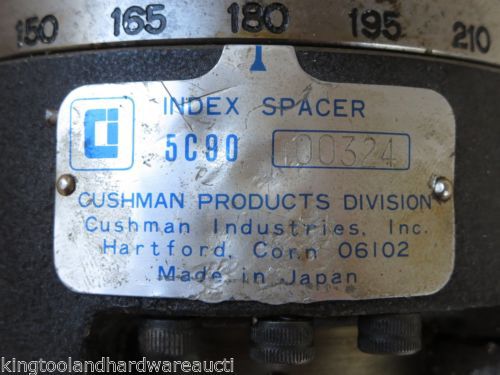 150 165 180 195 210
INDEX SPACER
5C90 00324
CUSHMAN PRODUCTS DIVISION
Cushman Industries, Inc.
Hartford, Conn 06102
Made in Japan
kingtoolandhardwareaucti